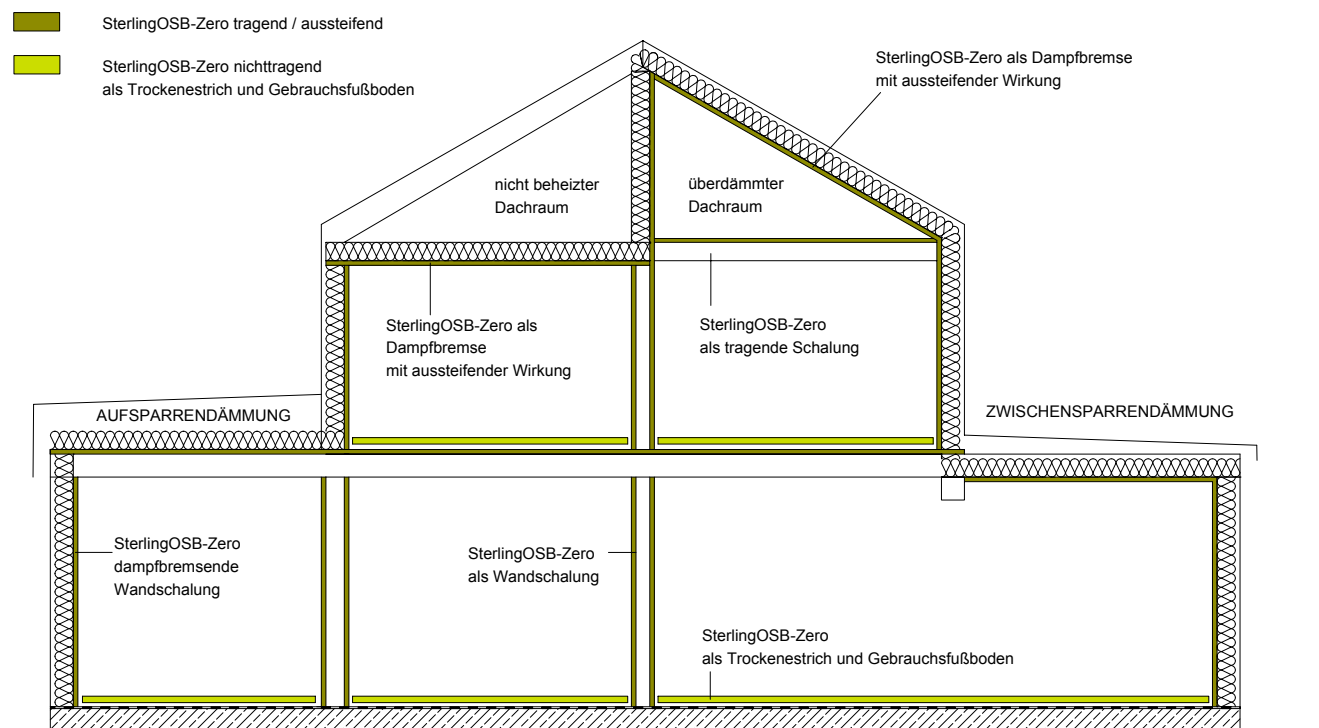 SterlingOSB-Zero tragend / aussteifend
SterlingOSB-Zero nichttragend
als Trockenestrich und Gebrauchsfußboden
SterlingOSB-Zero als Dampfbremse
mit aussteifender Wirkung
nicht beheizter
Dachraum
überdämmter
Dachraum
SterlingOSB-Zero als
Dampfbremse
mit aussteifender Wirkung
SterlingOSB-Zero
als tragende Schalung
AUFSPARRENDÄMMUNG
ZWISCHENSPARRENDÄMMUNG
SterlingOSB-Zero
dampfbremsende
Wandschalung
SterlingOSB-Zero
als Wandschalung
SterlingOSB-Zero
als Trockenestrich und Gebrauchsfußboden